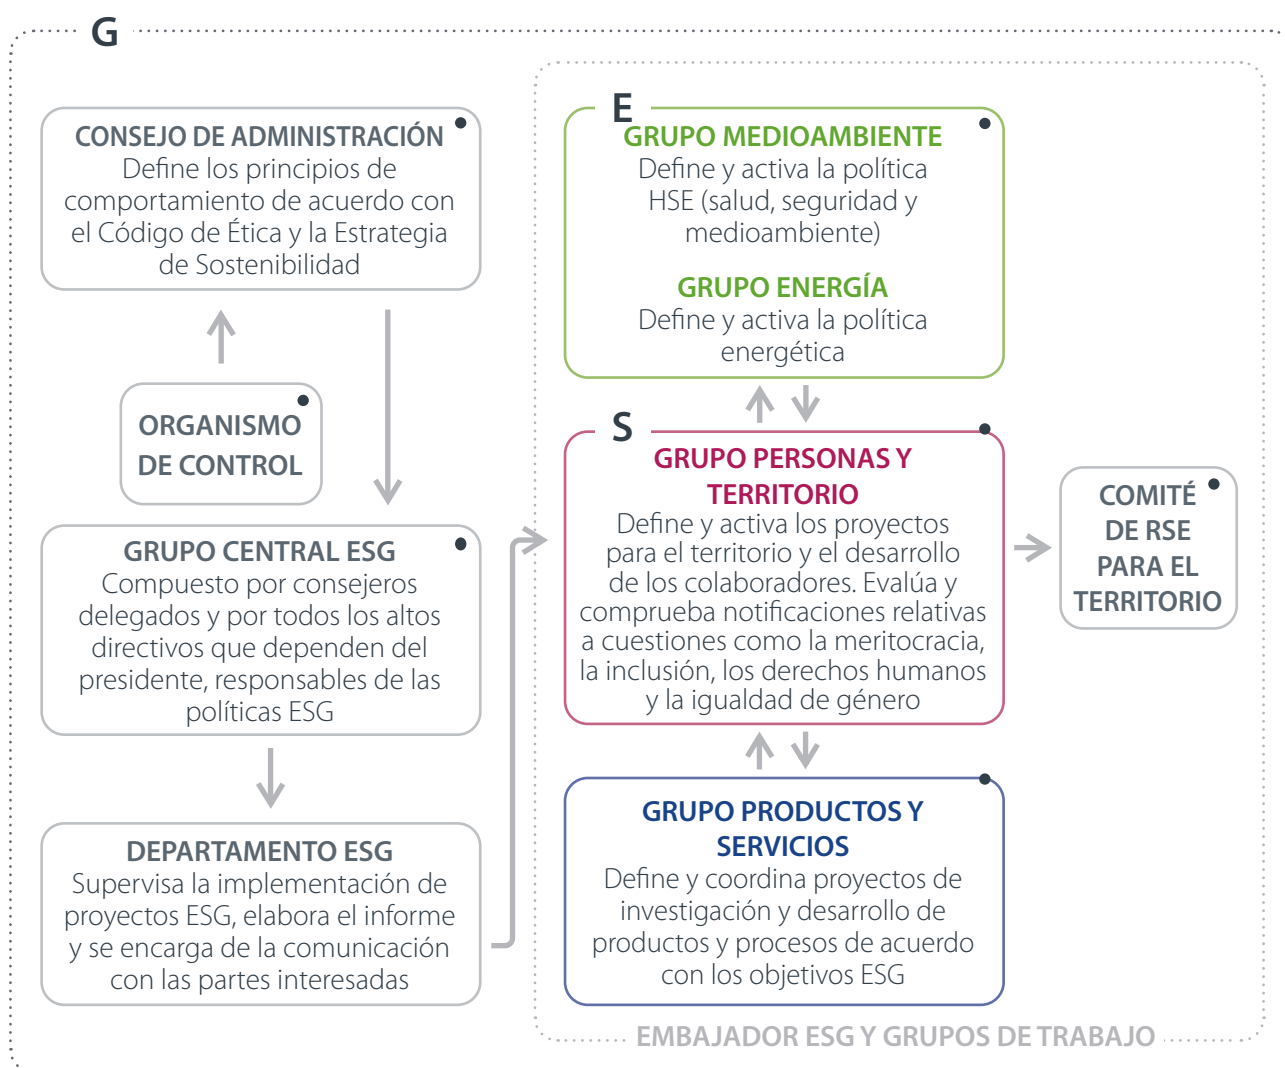 G
CONSEJO DE ADMINISTRACIÓN
Define los principios de
comportamiento de acuerdo con
el Código de Ética y la Estrategia
de Sostenibilidad
ORGANISMO
DE CONTROL
GRUPO CENTRAL ESG
Compuesto por consejeros
delegados y por todos los altos
directivos que dependen del
presidente, responsables de las
políticas ESG
DEPARTAMENTO ESG
Supervisa la implementación de
proyectos ESG, elabora el informe
y se encarga de la comunicación
con las partes interesadas
E
GRUPO MEDIOAMBIENTE
Define y activa la política
HSE (salud, seguridad y
medioambiente)
GRUPO ENERGÍA
Define y activa la política
energética
S
GRUPO PERSONAS Y
TERRITORIO
Define y activa los proyectos
para el territorio y el desarrollo
de los colaboradores. Evalúa y
comprueba notificaciones relativas
a cuestiones como la meritocracia,
la inclusión, los derechos humanos
y la igualdad de género
GRUPO PRODUCTOS Y
SERVICIOS
Define y coordina proyectos de
investigación y desarrollo de
productos y procesos de acuerdo
con los objetivos ESG
COMITÉ
DE RSE
PARA EL
TERRITORIO
EMBAJADOR ESG Y GRUPOS DE TRABAJO